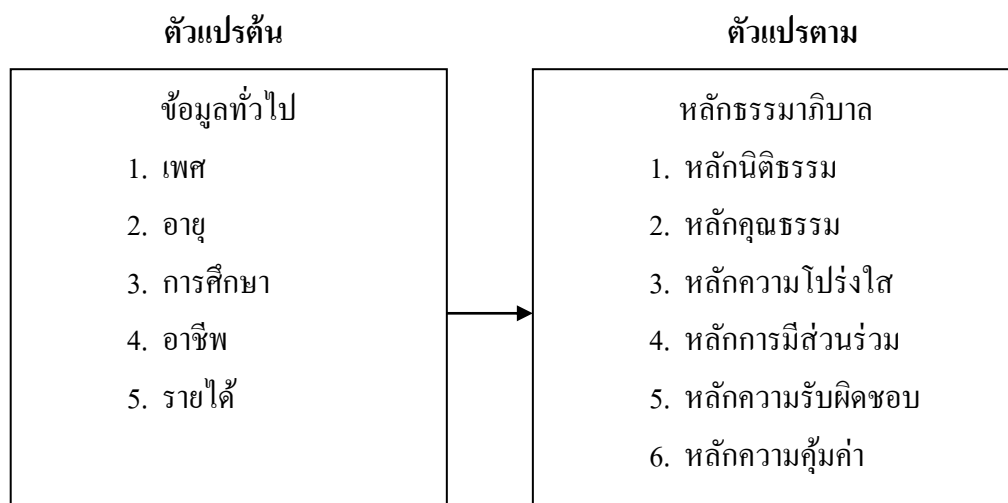 ตัวแปรต้น
ข้อมูลทั่วไป
1. เพศ
2. อายุ
3. การศึกษา
4. อาชีพ
5. รายได้
ตัวแปรตาม
หลักธรรมาภิบาล
1. หลักนิติธรรม
2. หลักคุณธรรม
3. หลักความโปร่งใส
4. หลักการมีส่วนร่วม
5. หลักความรับผิดชอบ
6. หลักความคุ้มค่า